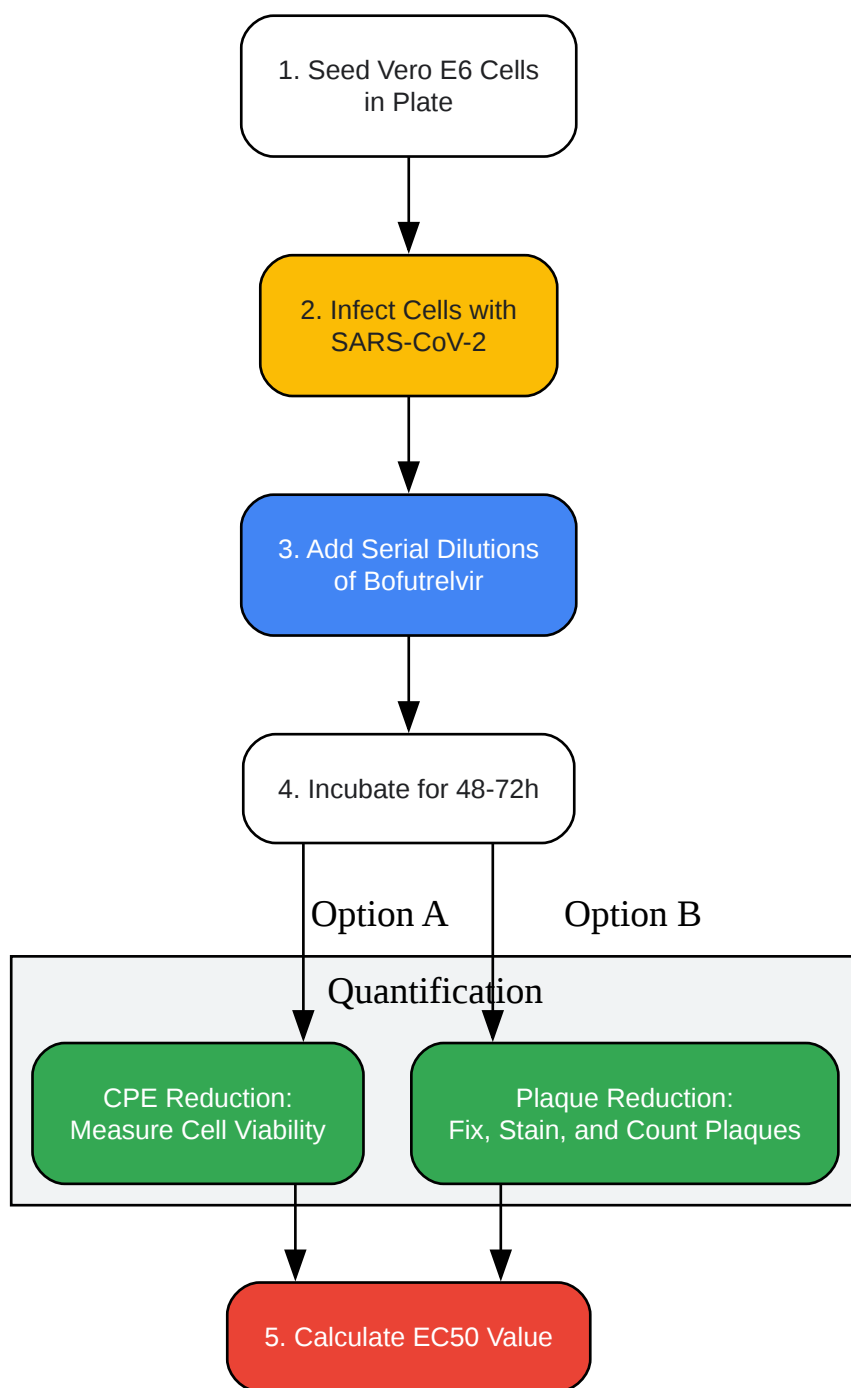 1. Seed Vero E6 Cells
in Plate
2. Infect Cells with
SARS-CoV-2
3. Add Serial Dilutions
of Bofutrelvir
4. Incubate for 48-72h
Option A
Option B
Quantification
CPE Reduction:
Measure Cell Viability
Plaque Reduction:
Fix, Stain, and Count Plaques
5. Calculate EC50 Value